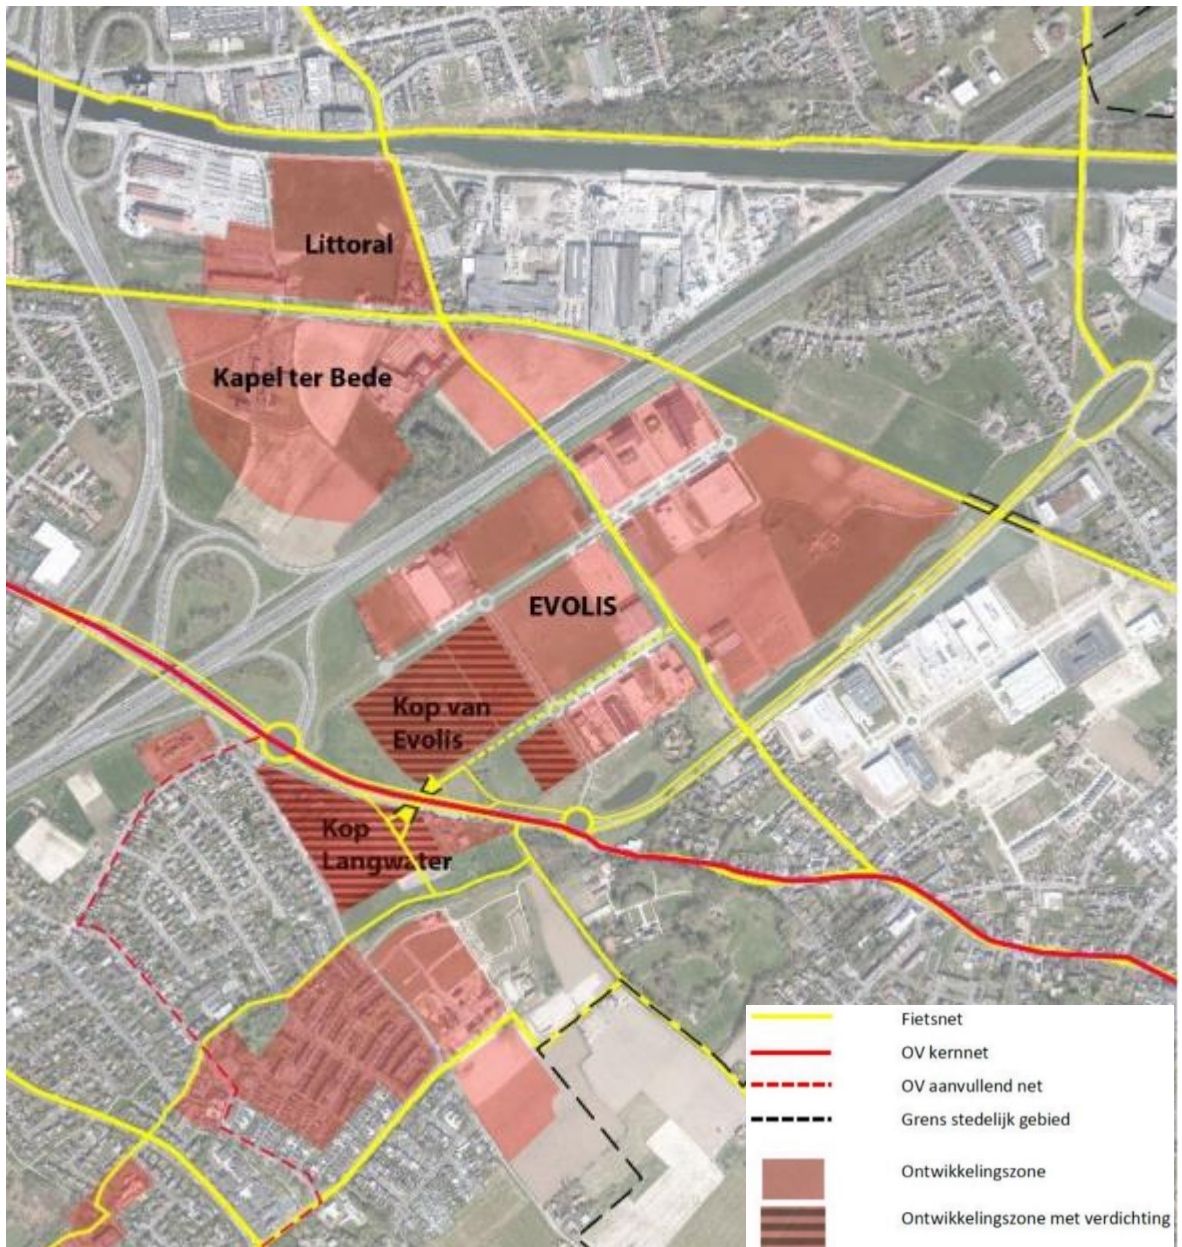 Littoral
Kapel ter Bede
EVOLIS
Kop van
Evolis
Kop
Langwater
Fietsnet
OV kernnet
OV aanvullend net
Grens stedelijk gebied
Ontwikkelingszone
Ontwikkelingszone met verdichting